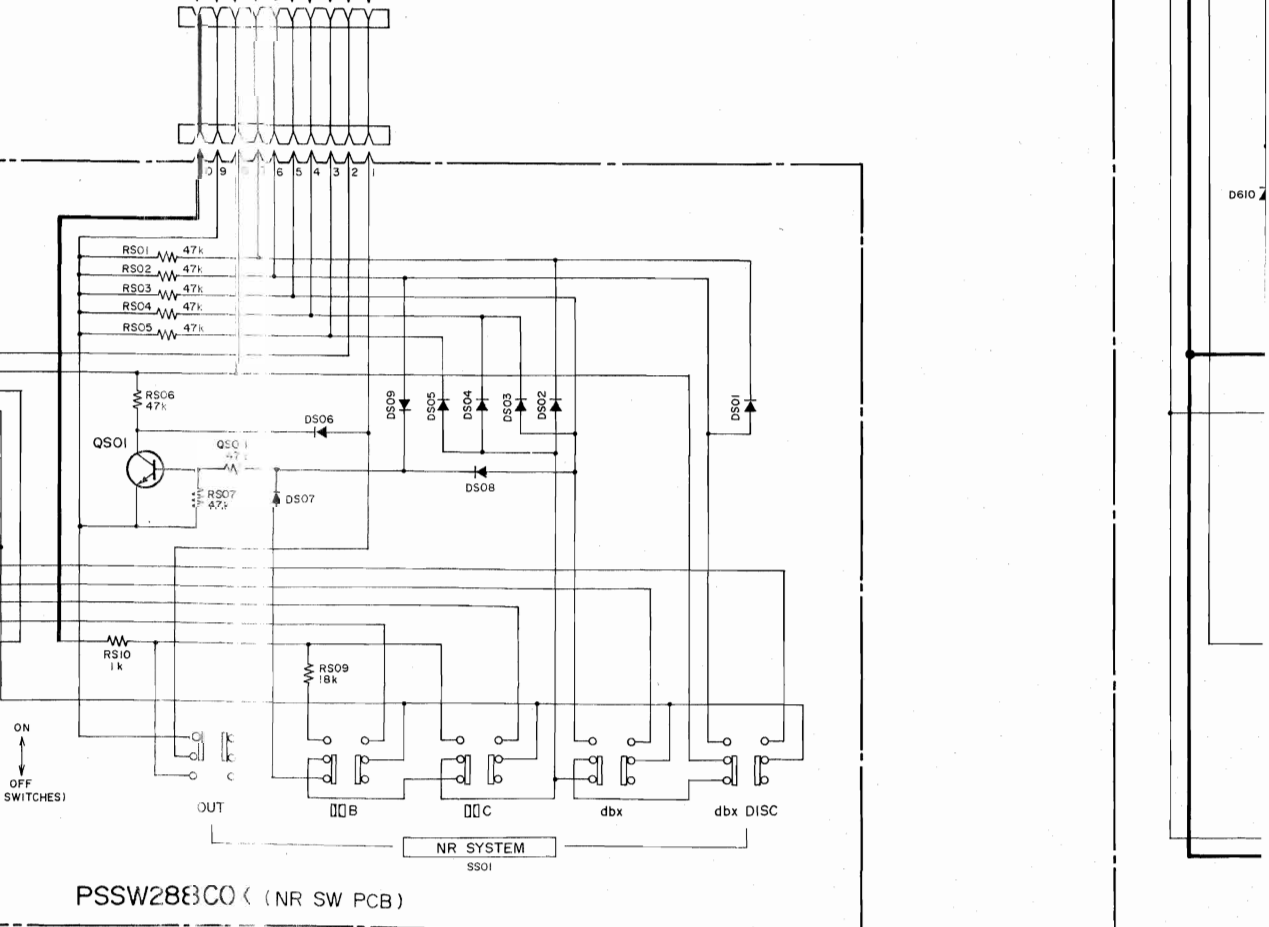 9 6 5 4 3 2 1
D610
RS01 47k
RS02 47k
RS03 47k
RS04 47k
RS05 47k
RS06
47k
DS09
DS05
DS04
DS03
DS02
DS01
DS06
QS01
DS08
RS07
47k
DS07
RS10
1k
RS09
18k
ON
OFF
SWITCHES)
OUT
B
C
dbx
dbx DISC
NR SYSTEM
SS01
(NR SW PCB)